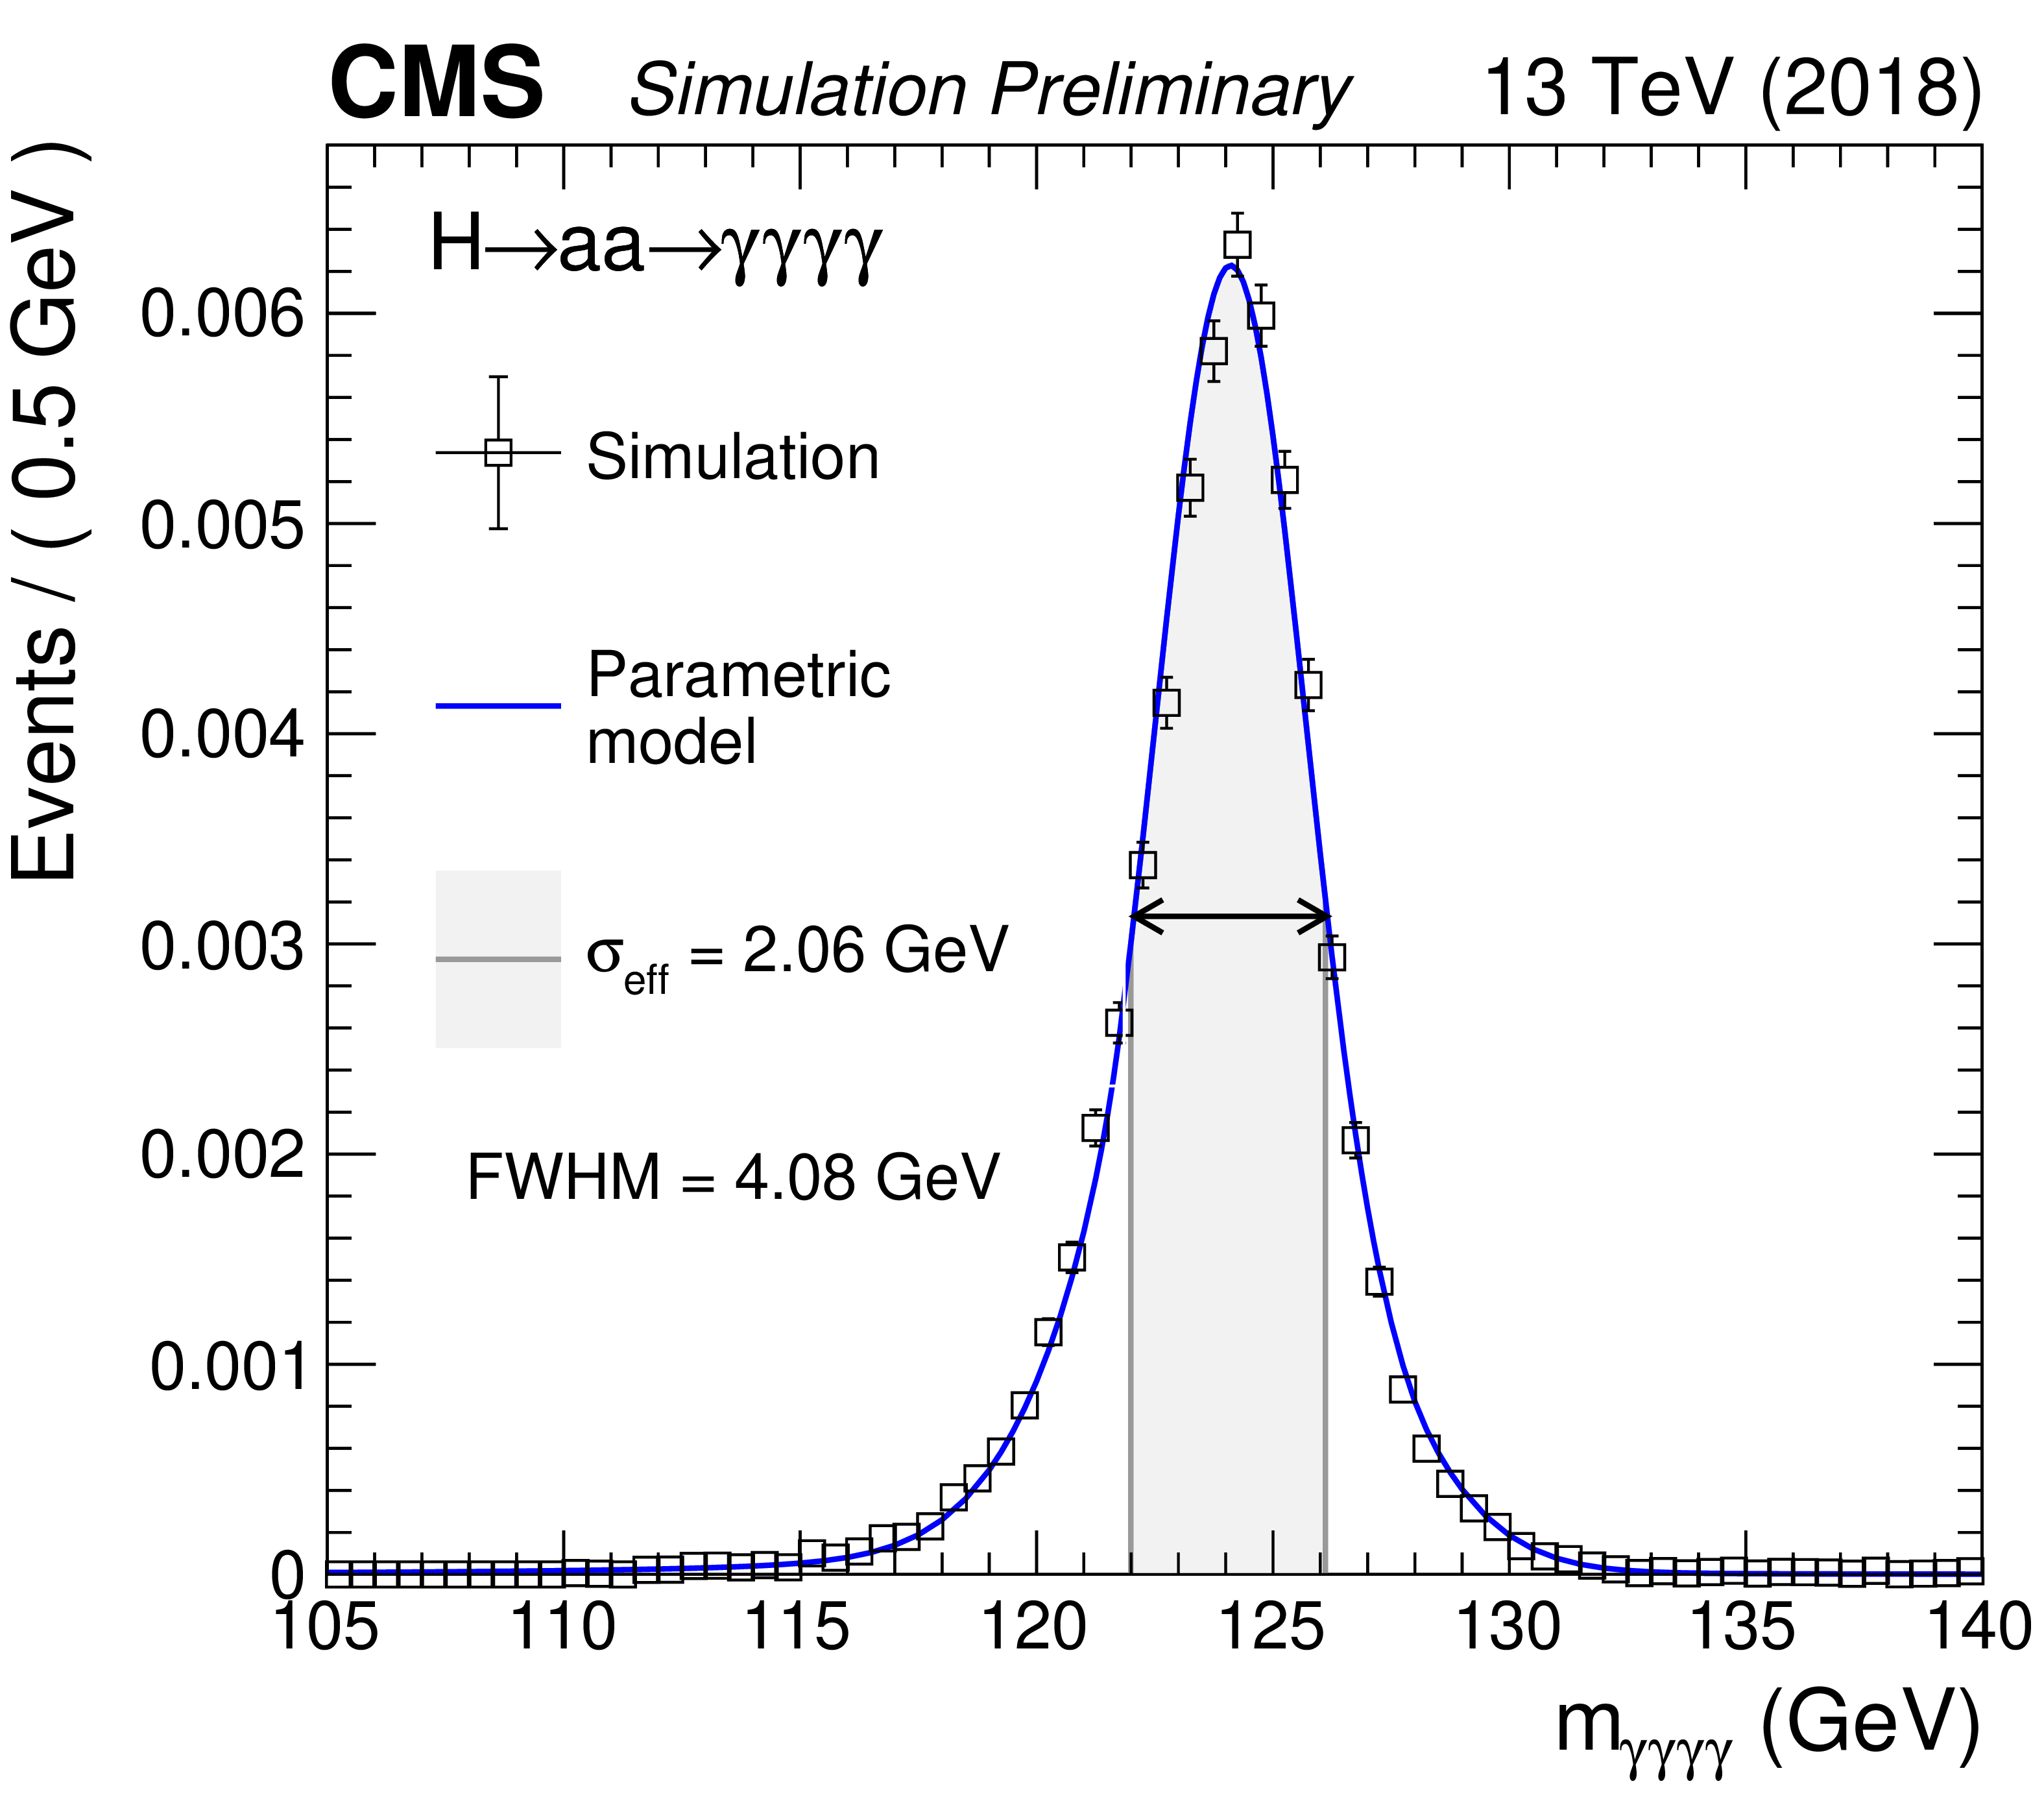 CMS Simulation Preliminary 13 TeV (2018)
Events / ( 0.5 GeV )
H→aa→γγγγ
Simulation
Parametric
model
σeff = 2.06 GeV
FWHM = 4.08 GeV
0.006
0.005
0.004
0.003
0.002
0.001
0
105 110 115 120 125 130 135 140
mγγγγ (GeV)